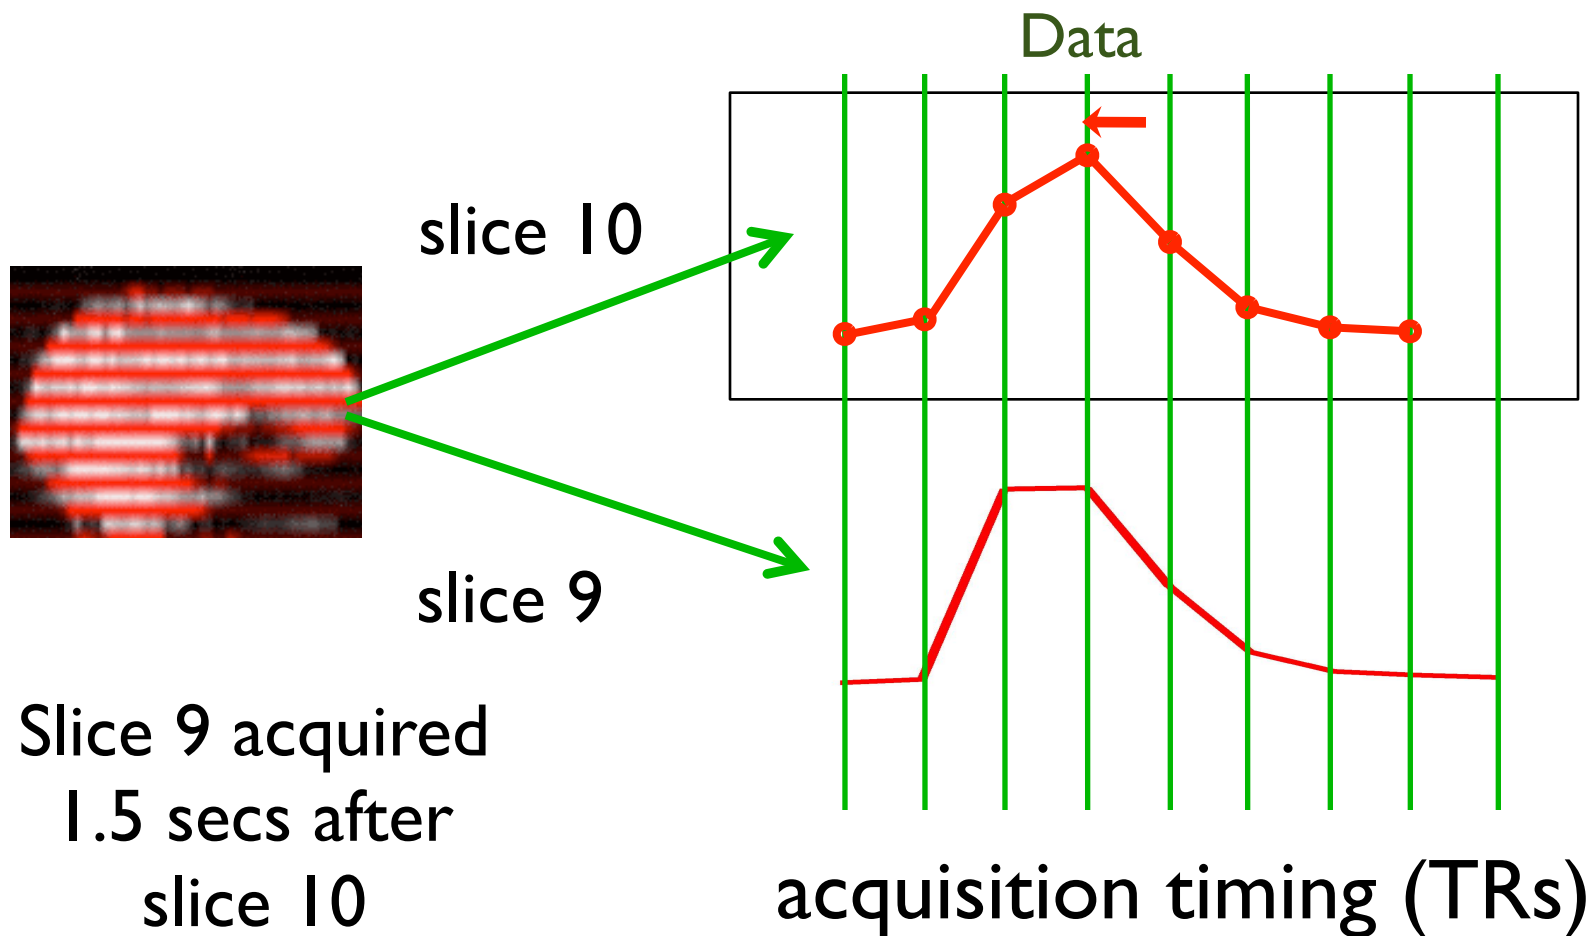 Data
slice 10
slice 9
Slice 9 acquired
1.5 secs after
slice 10
acquisition timing (TRs)